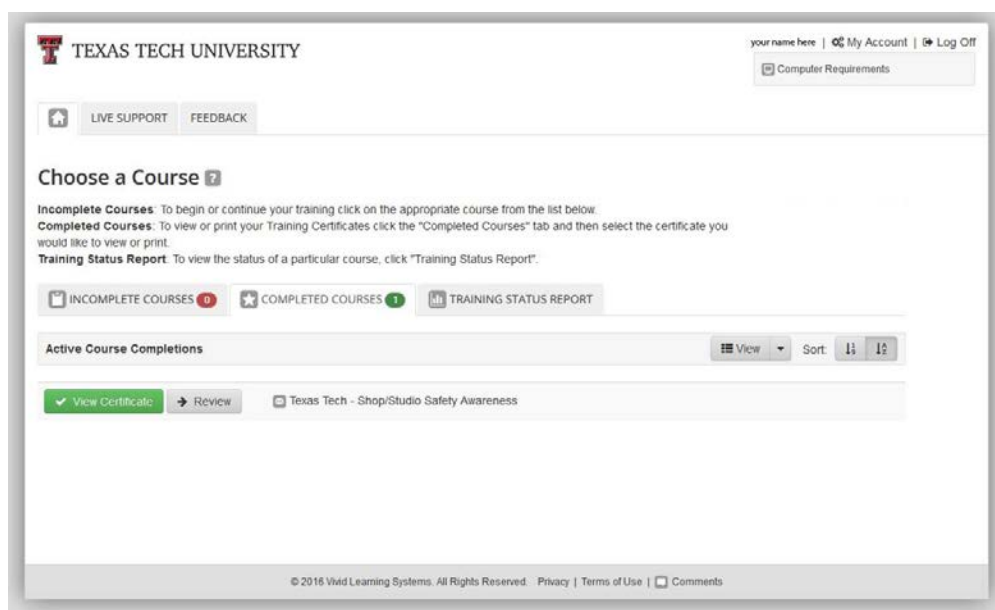 TEXAS TECH UNIVERSITY
your name here | My Account | Log Off
Computer Requirements
LIVE SUPPORT FEEDBACK
Choose a Course ?
Incomplete Courses: To begin or continue your training click on the appropriate course from the list below.
Completed Courses: To view or print your Training Certificates click the "Completed Courses" tab and then select the certificate you
would like to view or print.
Training Status Report: To view the status of a particular course, click "Training Status Report".
INCOMPLETE COURSES 0 COMPLETED COURSES 1 TRAINING STATUS REPORT
Active Course Completions View Sort:
View Certificate Review Texas Tech - Shop/Studio Safety Awareness
© 2016 Vivid Learning Systems. All Rights Reserved. Privacy | Terms of Use | Comments